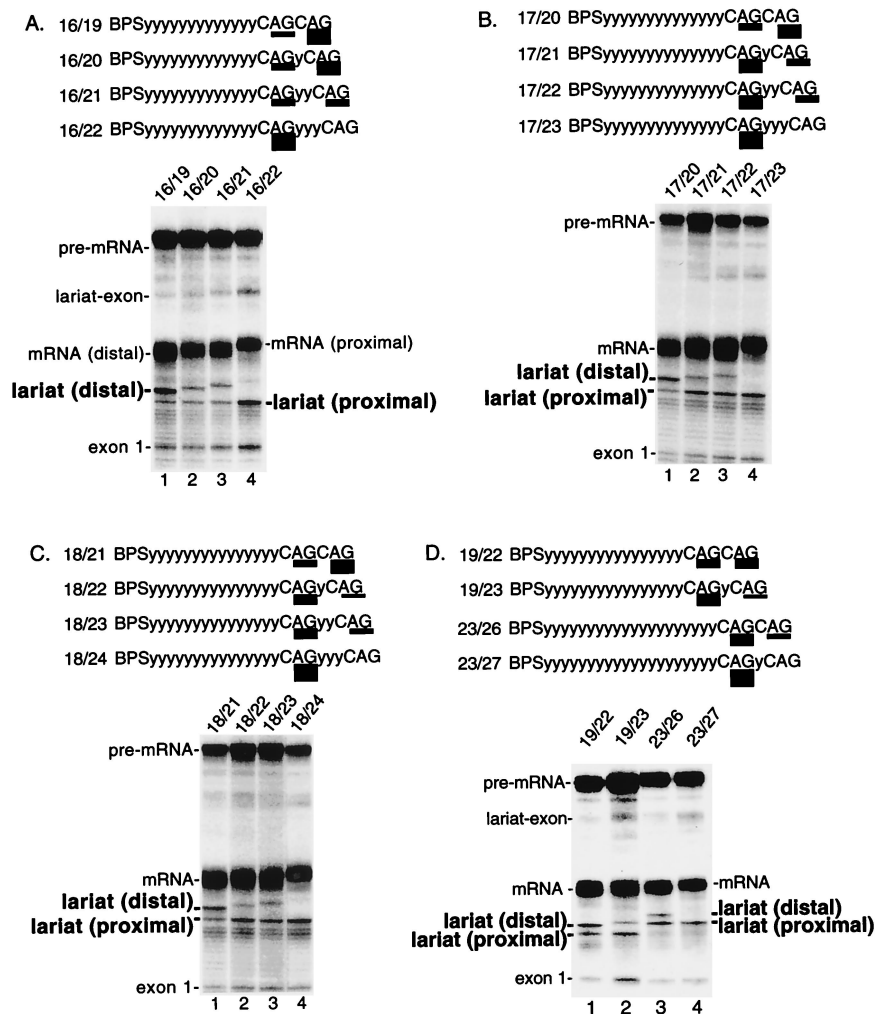 A.
16/19 BPSyyyyyyyyyyyyyCAGCAG
16/20 BPSyyyyyyyyyyyyyCAGyCAG
16/21 BPSyyyyyyyyyyyyyCAGyyCAG
16/22 BPSyyyyyyyyyyyyyCAGyyyCAG
16/19 16/20 16/21 16/22
pre-mRNA-
lariat-exon-
-mRNA (proximal)
mRNA (distal)-
lariat (distal)-
-lariat (proximal)
exon 1-
1 2 3 4
B.
17/20 BPSyyyyyyyyyyyyyyCAGCAG
17/21 BPSyyyyyyyyyyyyyyCAGyCAG
17/22 BPSyyyyyyyyyyyyyyCAGyyCAG
17/23 BPSyyyyyyyyyyyyyyCAGyyyCAG
17/20 17/21 17/22 17/23
pre-mRNA-
mRNA-
lariat (distal)-
lariat (proximal)-
exon 1-
1 2 3 4
C.
18/21 BPSyyyyyyyyyyyyyyyCAGCAG
18/22 BPSyyyyyyyyyyyyyyyCAGyCAG
18/23 BPSyyyyyyyyyyyyyyyCAGyyCAG
18/24 BPSyyyyyyyyyyyyyyyCAGyyyCAG
18/21 18/22 18/23 18/24
pre-mRNA-
mRNA-
lariat (distal)-
lariat (proximal)-
exon 1-
1 2 3 4
D.
19/22 BPSyyyyyyyyyyyyyyyyCAGCAG
19/23 BPSyyyyyyyyyyyyyyyyCAGyCAG
23/26 BPSyyyyyyyyyyyyyyyyyyyyCAGCAG
23/27 BPSyyyyyyyyyyyyyyyyyyyyCAGyCAG
19/22 19/23 23/26 23/27
pre-mRNA-
lariat-exon-
mRNA -
-mRNA
-lariat (distal)
lariat (distal)-
-lariat (proximal)
lariat (proximal)-
exon 1-
1 2 3 4